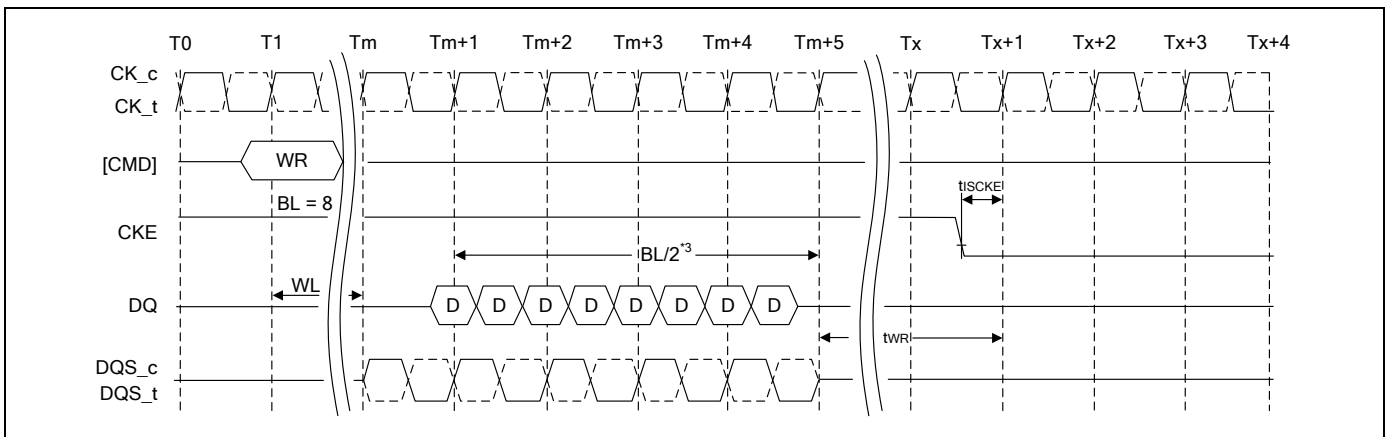 T0 T1 Tm Tm+1 Tm+2 Tm+3 Tm+4 Tm+5 Tx Tx+1 Tx+2 Tx+3 Tx+4
CK_c
CK_t
[CMD] WR
tISCKE
BL = 8
CKE
BL/2*3
WL
DQ D D D D D D D D
tWR
DQS_c
DQS_t